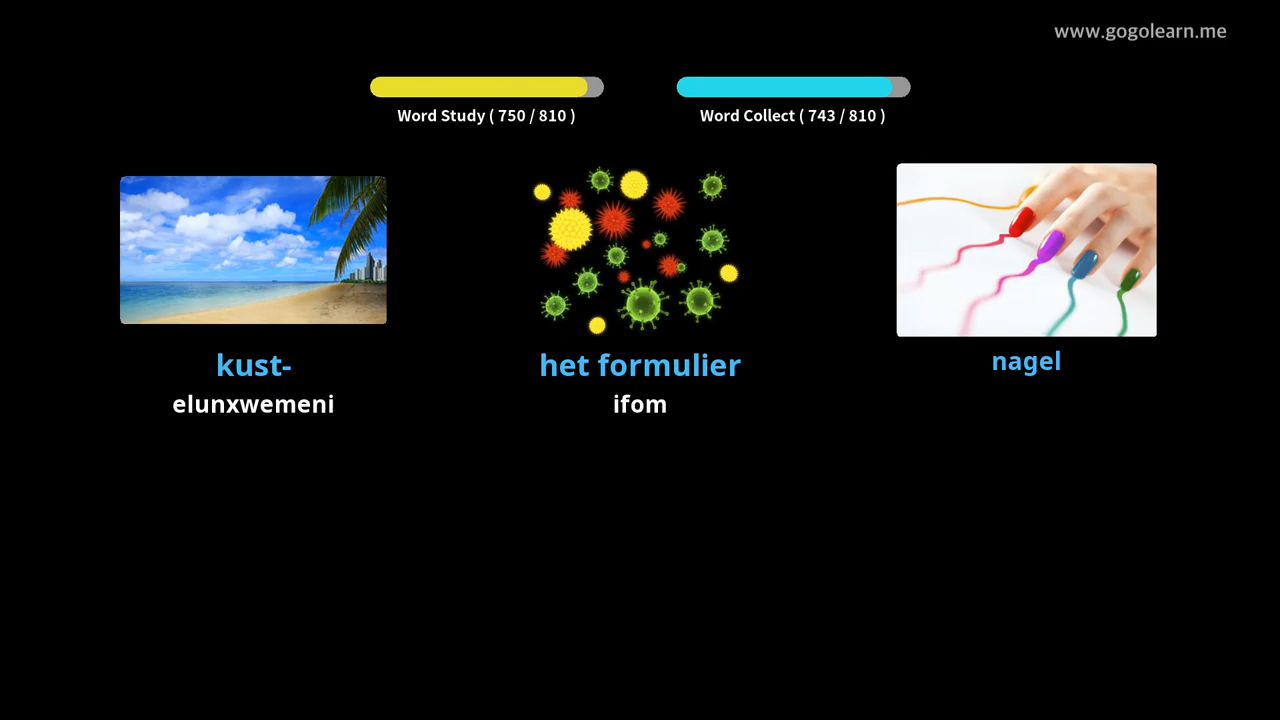 www.gogolearn.me
Word Study ( 750 / 810 )
Word Collect ( 743 / 810 )
kust-
elunxwemeni
het formulier
ifom
nagel